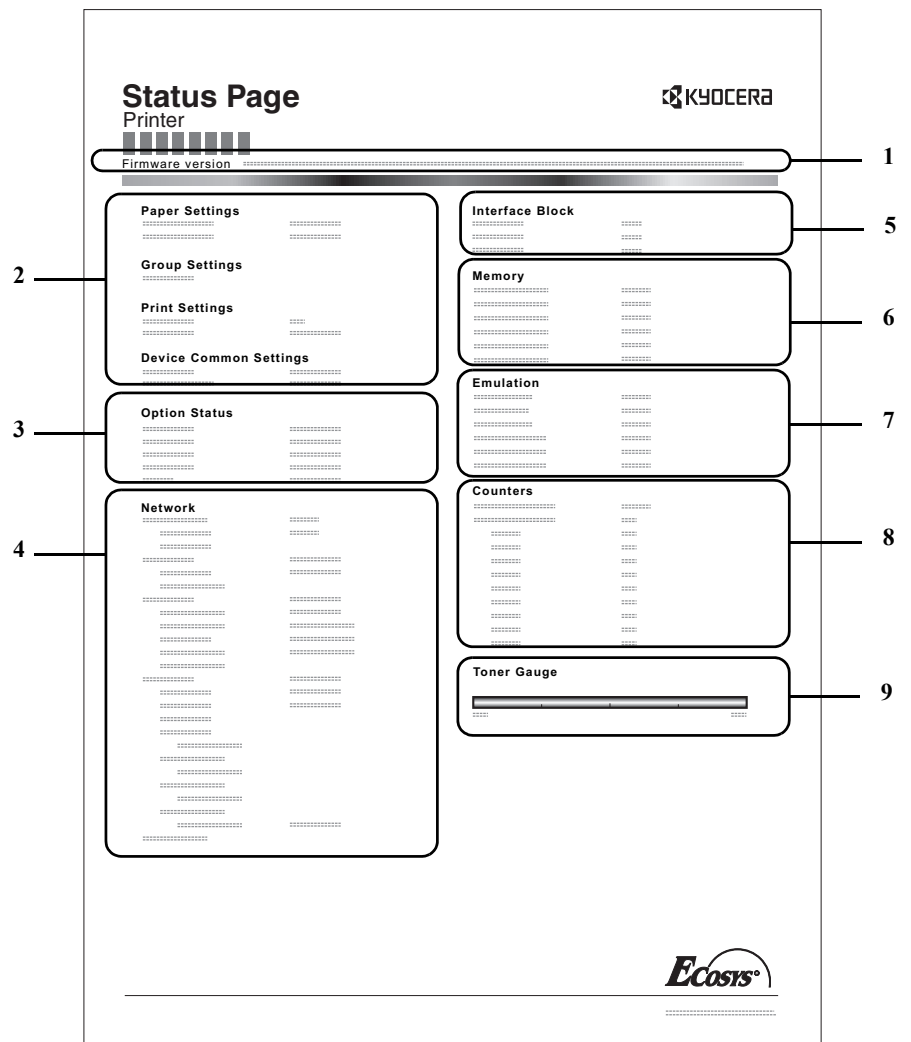 Status Page
KYOCERA
Printer
Firmware version
1
Paper Settings
Group Settings
Print Settings
Device Common Settings
2
Option Status
3
Network
4
Interface Block
5
Memory
6
Emulation
7
Counters
8
Toner Gauge
9
ECOSYS